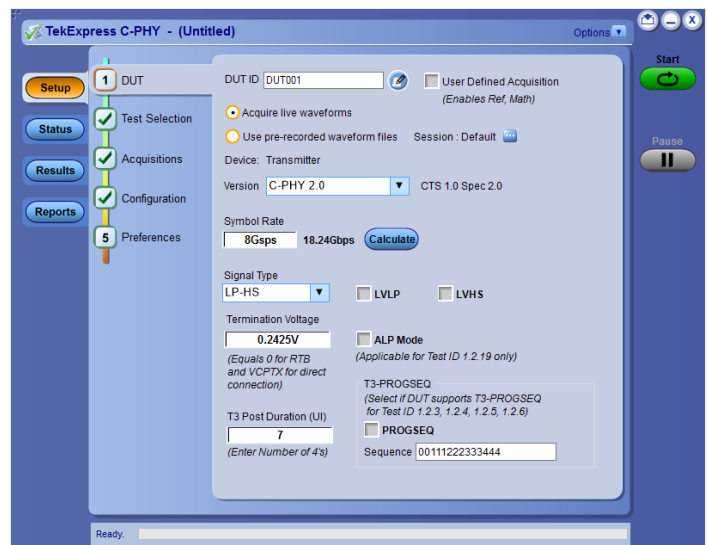 TekExpress C-PHY - (Untitled)
Options
Start
Pause
Setup
Status
Results
Reports
1 DUT
Test Selection
Acquisitions
Configuration
5 Preferences
DUT ID DUT001
User Defined Acquisition
(Enables Ref, Math)
Acquire live waveforms
Use pre-recorded waveform files Session : Default
Device: Transmitter
Version C-PHY 2.0 CTS 1.0 Spec 2.0
Symbol Rate
8Gsps 18.24Gbps Calculate
Signal Type
LP-HS LVLP LVHS
Termination Voltage
0.2425V
(Equals 0 for RTB
and VCPTX for direct
connection)
ALP Mode
(Applicable for Test ID 1.2.19 only)
T3 Post Duration (UI)
7
(Enter Number of 4's)
T3-PROGSEQ
(Select if DUT supports T3-PROGSEQ
for Test ID 1.2.3, 1.2.4, 1.2.5, 1.2.6)
PROGSEQ
Sequence 00111222333444
Ready.